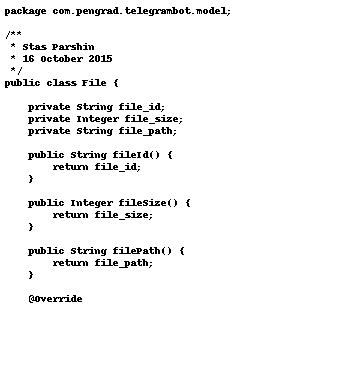 package com.pengrad.telegrambot.model;

/**
 * Stas Parshin
 * 16 October 2015
 */
public class File {

    private String file_id;
    private Integer file_size;
    private String file_path;

    public String fileId() {
        return file_id;
    }

    public Integer fileSize() {
        return file_size;
    }

    public String filePath() {
        return file_path;
    }

    @Override